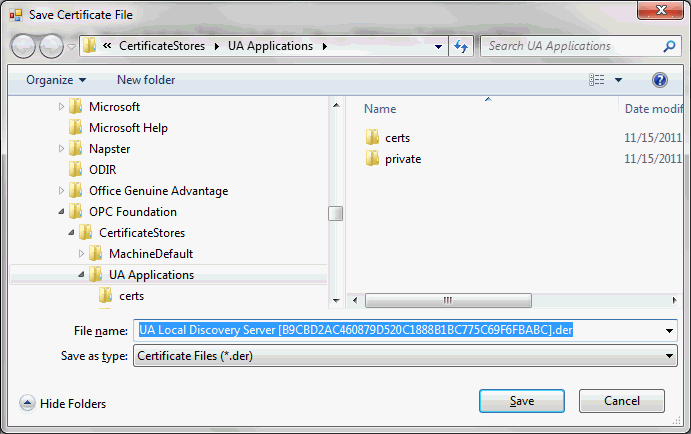 Save Certificate File
« CertificateStores ▸ UA Applications ▸
Search UA Applications
Organize New folder
Microsoft
Microsoft Help
Napster
ODIR
Office Genuine Advantage
OPC Foundation
CertificateStores
MachineDefault
UA Applications
certs
Name Date modif
certs 11/15/2011
private 11/15/2011
File name: UA Local Discovery Server [B9CBD2AC460879D520C1888B1BC775C69F6FBABC].der
Save as type: Certificate Files (*.der)
Hide Folders Save Cancel